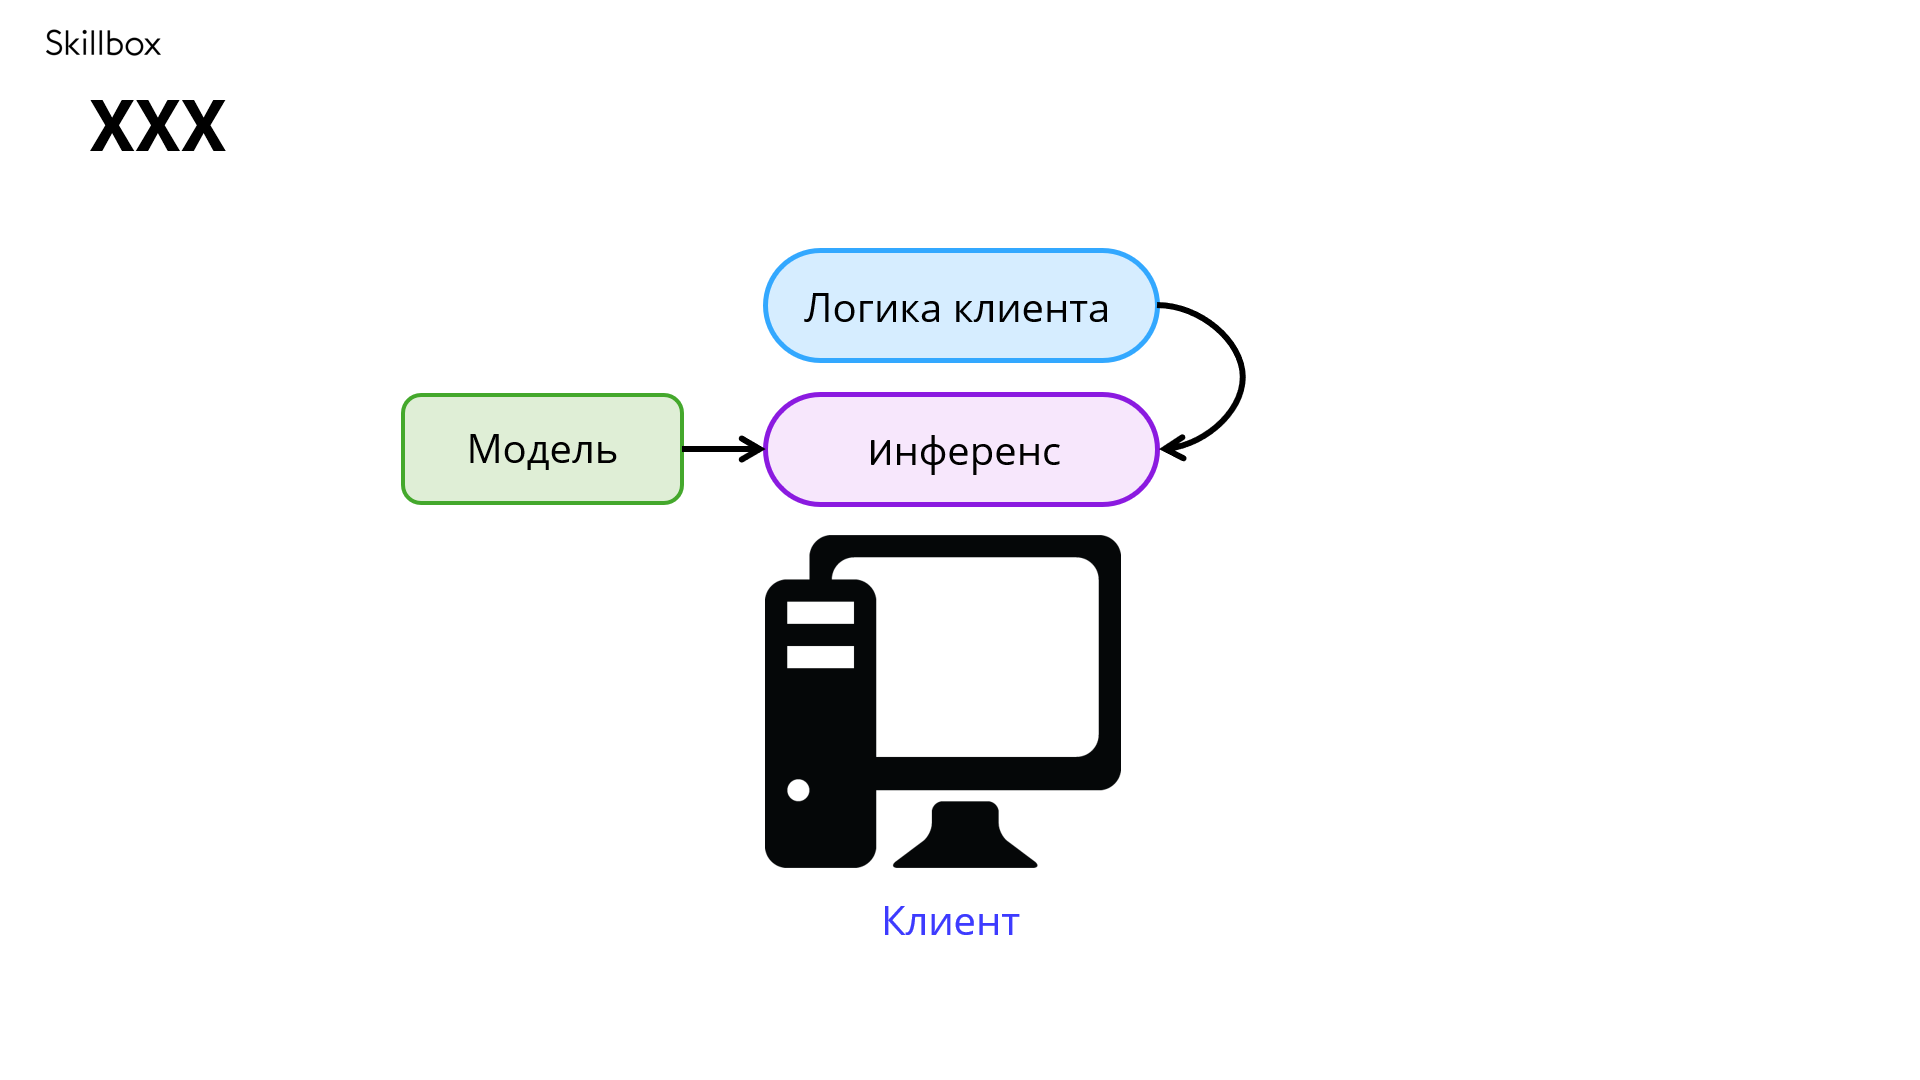 Skillbox
XXX
Логика клиента
Модель
Инференс
Клиент